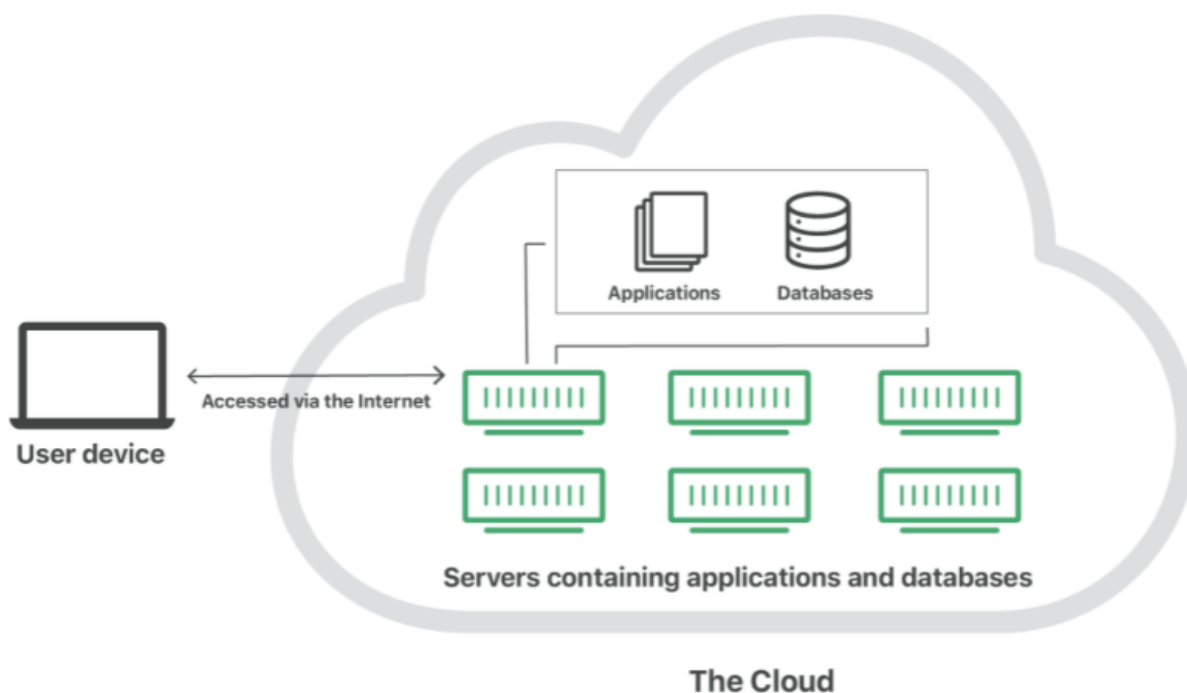 Applications
Databases
Accessed via the Internet
User device
Servers containing applications and databases
The Cloud